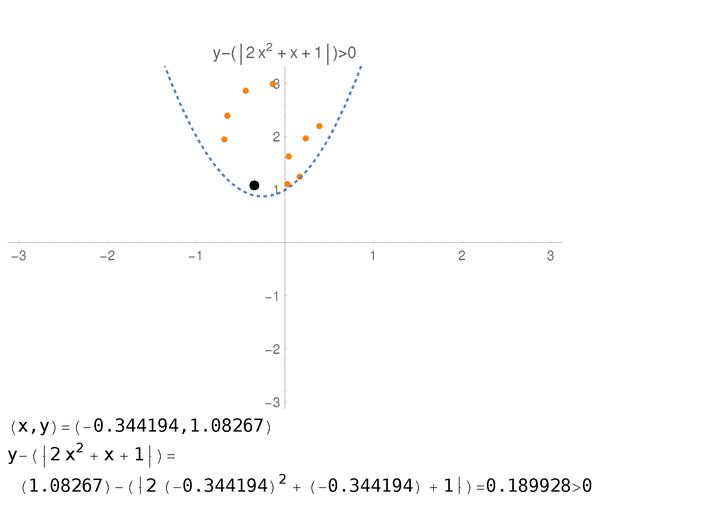 y−(|2x²+x+1|)>0
3
2
1
−3 −2 −1 1 2 3
−1
−2
−3
(x,y)=(−0.344194,1.08267)
y−(|2x²+x+1|)=
(1.08267)−(|2 (−0.344194)²+(−0.344194)+1|)=0.189928>0